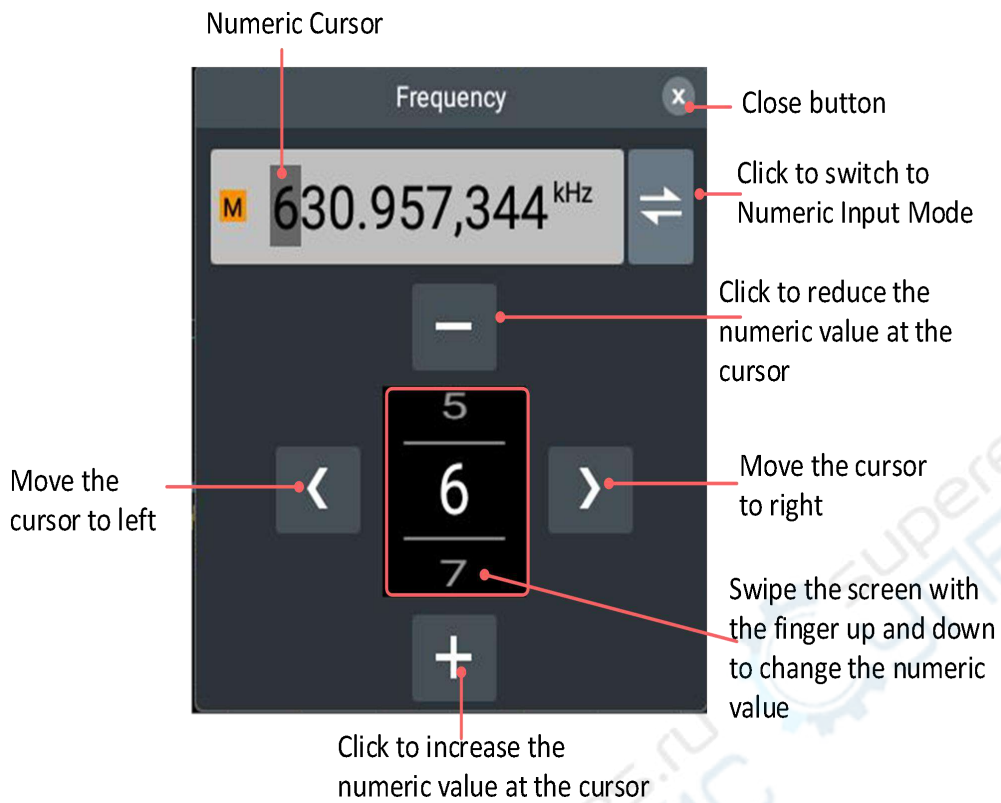 Numeric Cursor
Frequency
X
Close button
M 630.957,344 kHz
Click to switch to
Numeric Input Mode
Click to reduce the
numeric value at the
cursor
5
6
7
Move the
cursor to left
Move the cursor
to right
Swipe the screen with
the finger up and down
to change the numeric
value
Click to increase the
numeric value at the cursor